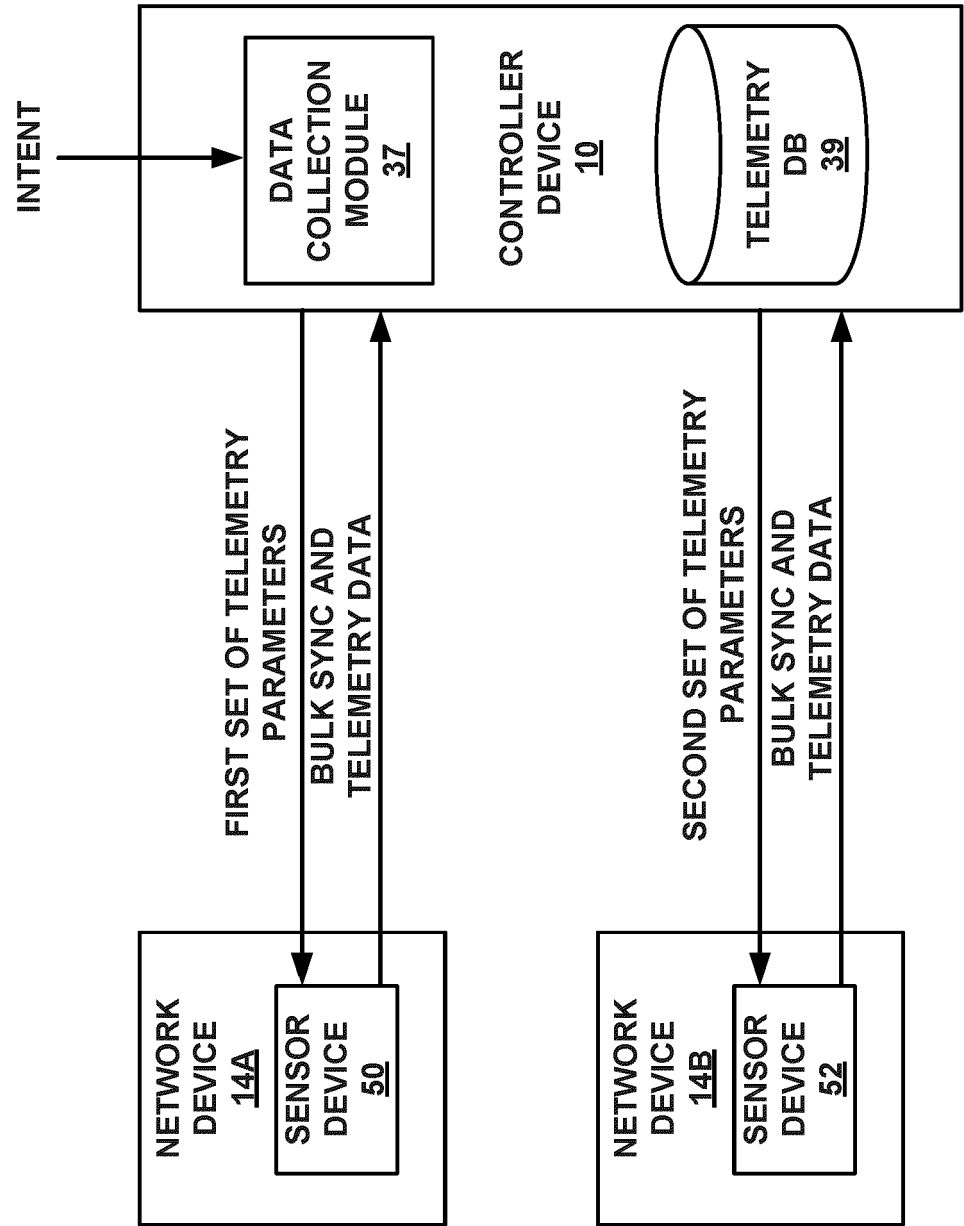 INTENT
DATA
COLLECTION
MODULE
37
CONTROLLER
DEVICE
10
TELEMETRY
DB
39
FIRST SET OF TELEMETRY
PARAMETERS
BULK SYNC AND
TELEMETRY DATA
SECOND SET OF TELEMETRY
PARAMETERS
BULK SYNC AND
TELEMETRY DATA
NETWORK
DEVICE
14A
SENSOR
DEVICE
50
NETWORK
DEVICE
14B
SENSOR
DEVICE
52